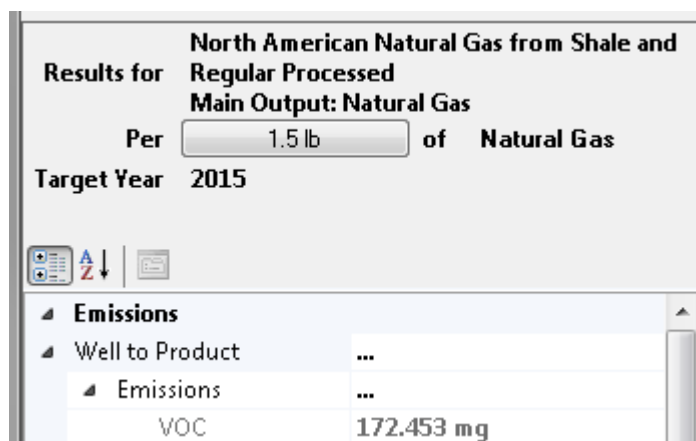 North American Natural Gas from Shale and
Results for Regular Processed
Main Output: Natural Gas
Per 1.5 lb of Natural Gas
Target Year 2015
A
Z
Emissions
Well to Product ...
Emissions ...
VOC 172.453 mg